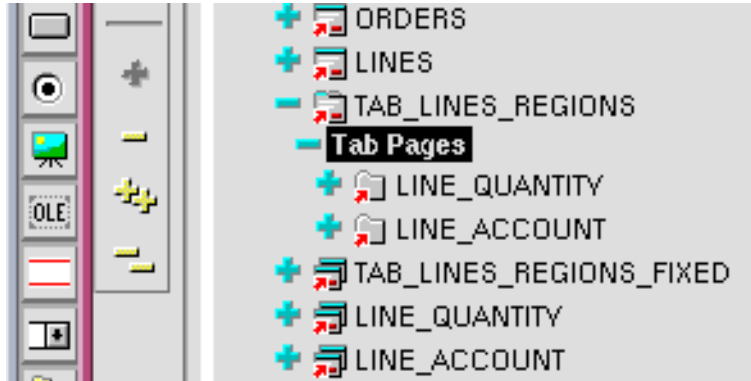 ORDERS
LINES
TAB_LINES_REGIONS
Tab Pages
LINE_QUANTITY
OLE
LINE_ACCOUNT
TAB_LINES_REGIONS_FIXED
LINE_QUANTITY
LINE_ACCOUNT